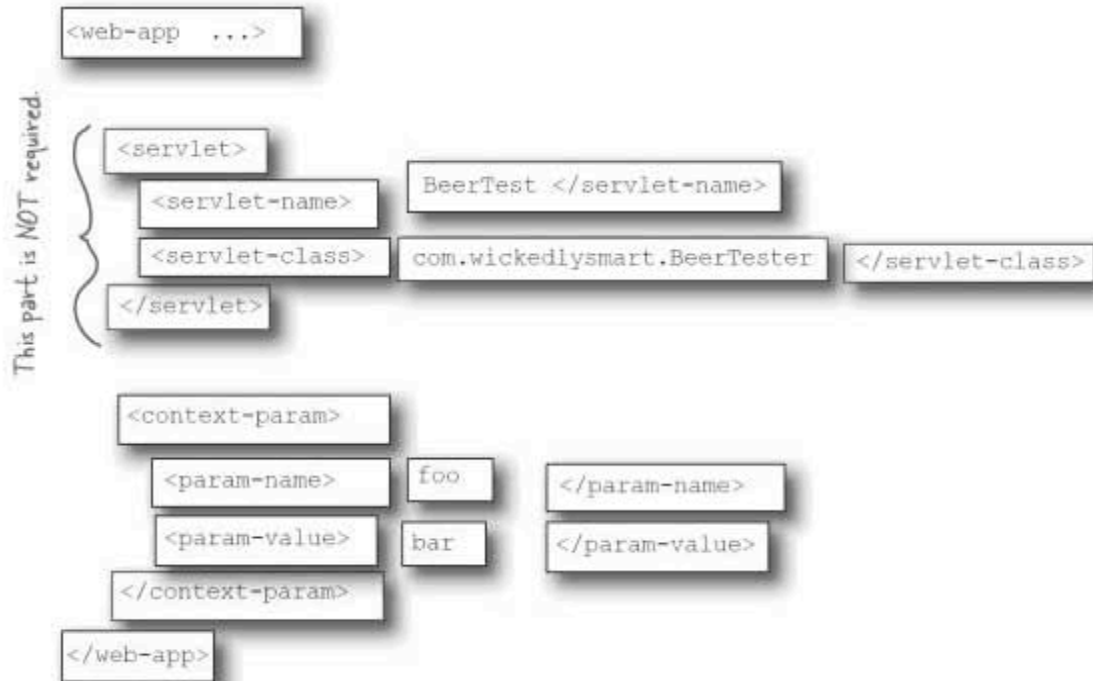 <web-app ...>
This part is NOT required.
<servlet>
<servlet-name> BeerTest </servlet-name>
<servlet-class> com.wickedlysmart.BeerTester </servlet-class>
</servlet>
<context-param>
<param-name> foo </param-name>
<param-value> bar </param-value>
</context-param>
</web-app>